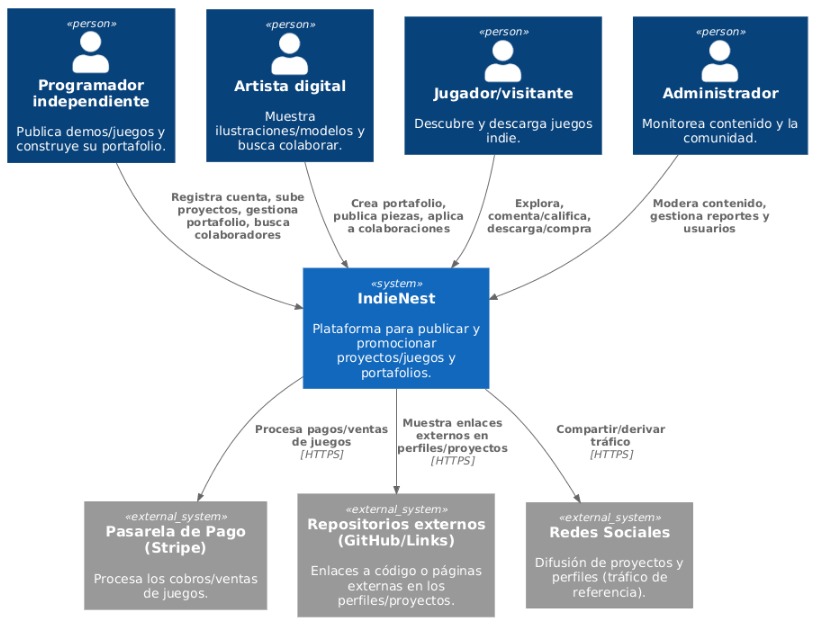 «person»
Programador
independiente
Publica demos/juegos y
construye su portafolio.
«person»
Artista digital
Muestra
ilustraciones/modelos y
busca colaborar.
«person»
Jugador/visitante
Descubre y descarga juegos
indie.
«person»
Administrador
Monitorea contenido y la
comunidad.
Registra cuenta, sube
proyectos, gestiona
portafolio, busca
colaboradores
Crea portafolio,
publica piezas, aplica
a colaboraciones
Explora,
comenta/califica,
descarga/compra
Modera contenido,
gestiona reportes y
usuarios
«system»
IndieNest
Plataforma para publicar y
promocionar
proyectos/juegos y
portafolios.
Procesa pagos/ventas
de juegos
[HTTPS]
Muestra enlaces
externos en
perfiles/proyectos
[HTTPS]
Compartir/derivar
tráfico
[HTTPS]
«external_system»
Pasarela de Pago
(Stripe)
Procesa los cobros/ventas
de juegos.
«external_system»
Repositorios externos
(GitHub/Links)
Enlaces a código o páginas
externas en los
perfiles/proyectos.
«external_system»
Redes Sociales
Difusión de proyectos y
perfiles (tráfico de
referencia).